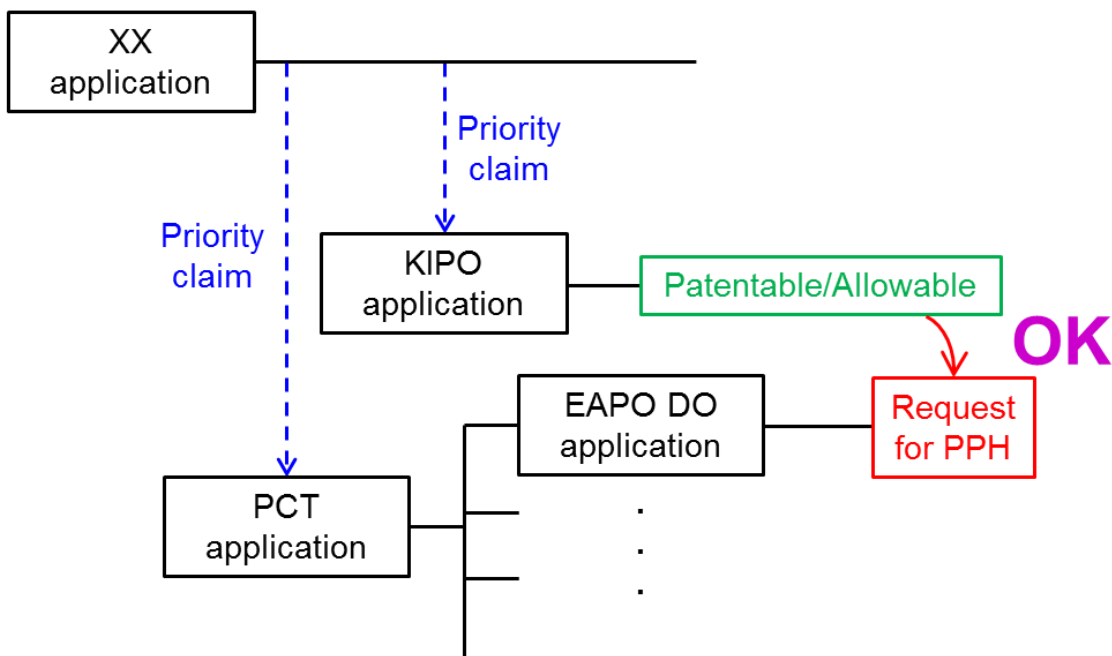 XX
application
Priority
claim
Priority
claim
KIPO
application
Patentable/Allowable
OK
EAPO DO
application
Request
for PPH
PCT
application